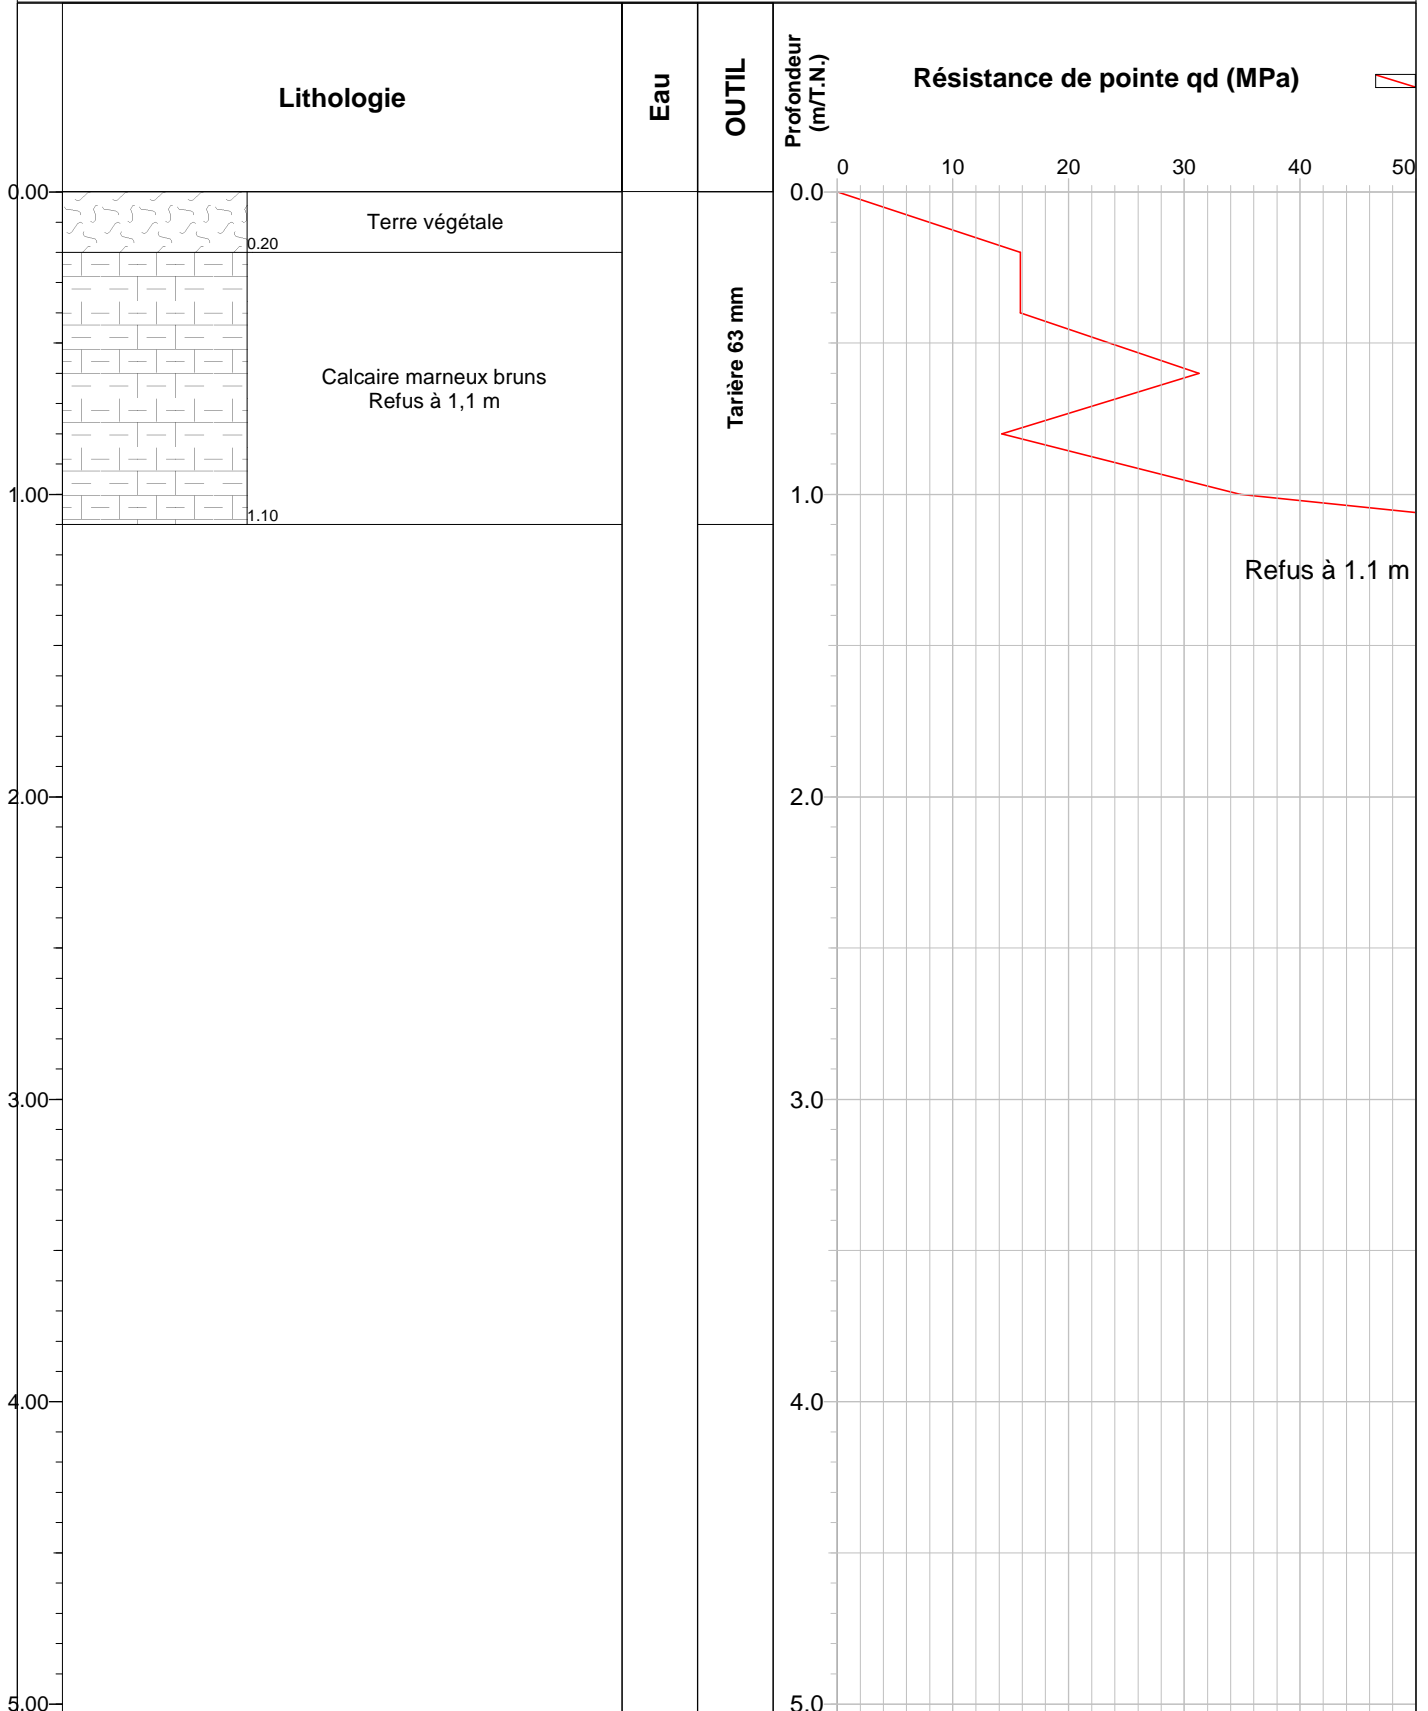 Lithologie
Eau
OUTIL
Profondeur
(m/T.N.)
Résistance de pointe qd (MPa)
0 10 20 30 40 50
0.00
Terre végétale
0.20
Calcaire marneux bruns
Refus à 1,1 m
1.00
1.10
2.00
3.00
4.00
5.00
Tarière 63 mm
0.0
1.0
Refus à 1.1 m
2.0
3.0
4.0
5.0